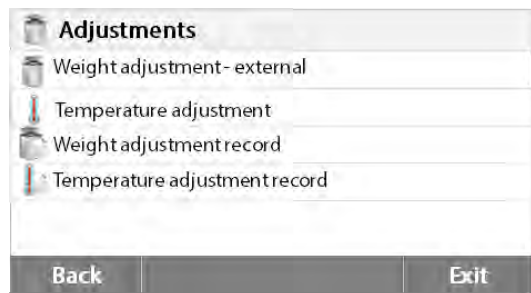 Adjustments
Weight adjustment - external
Temperature adjustment
Weight adjustment record
Temperature adjustment record
Back Exit